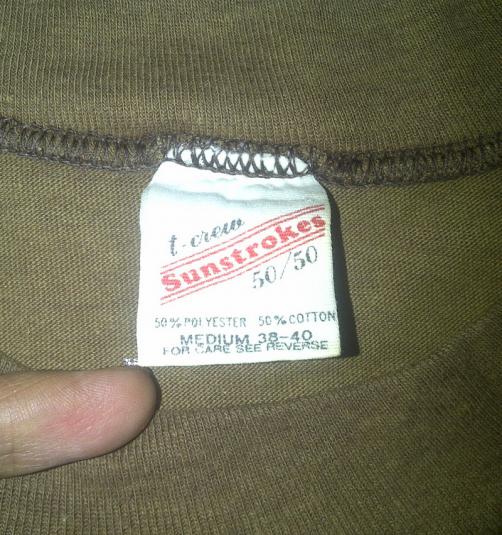 t-crew
Sunstrokes
50/50
50% POLYESTER 50% COTTON
MEDIUM 38-40
FOR CARE SEE REVERSE